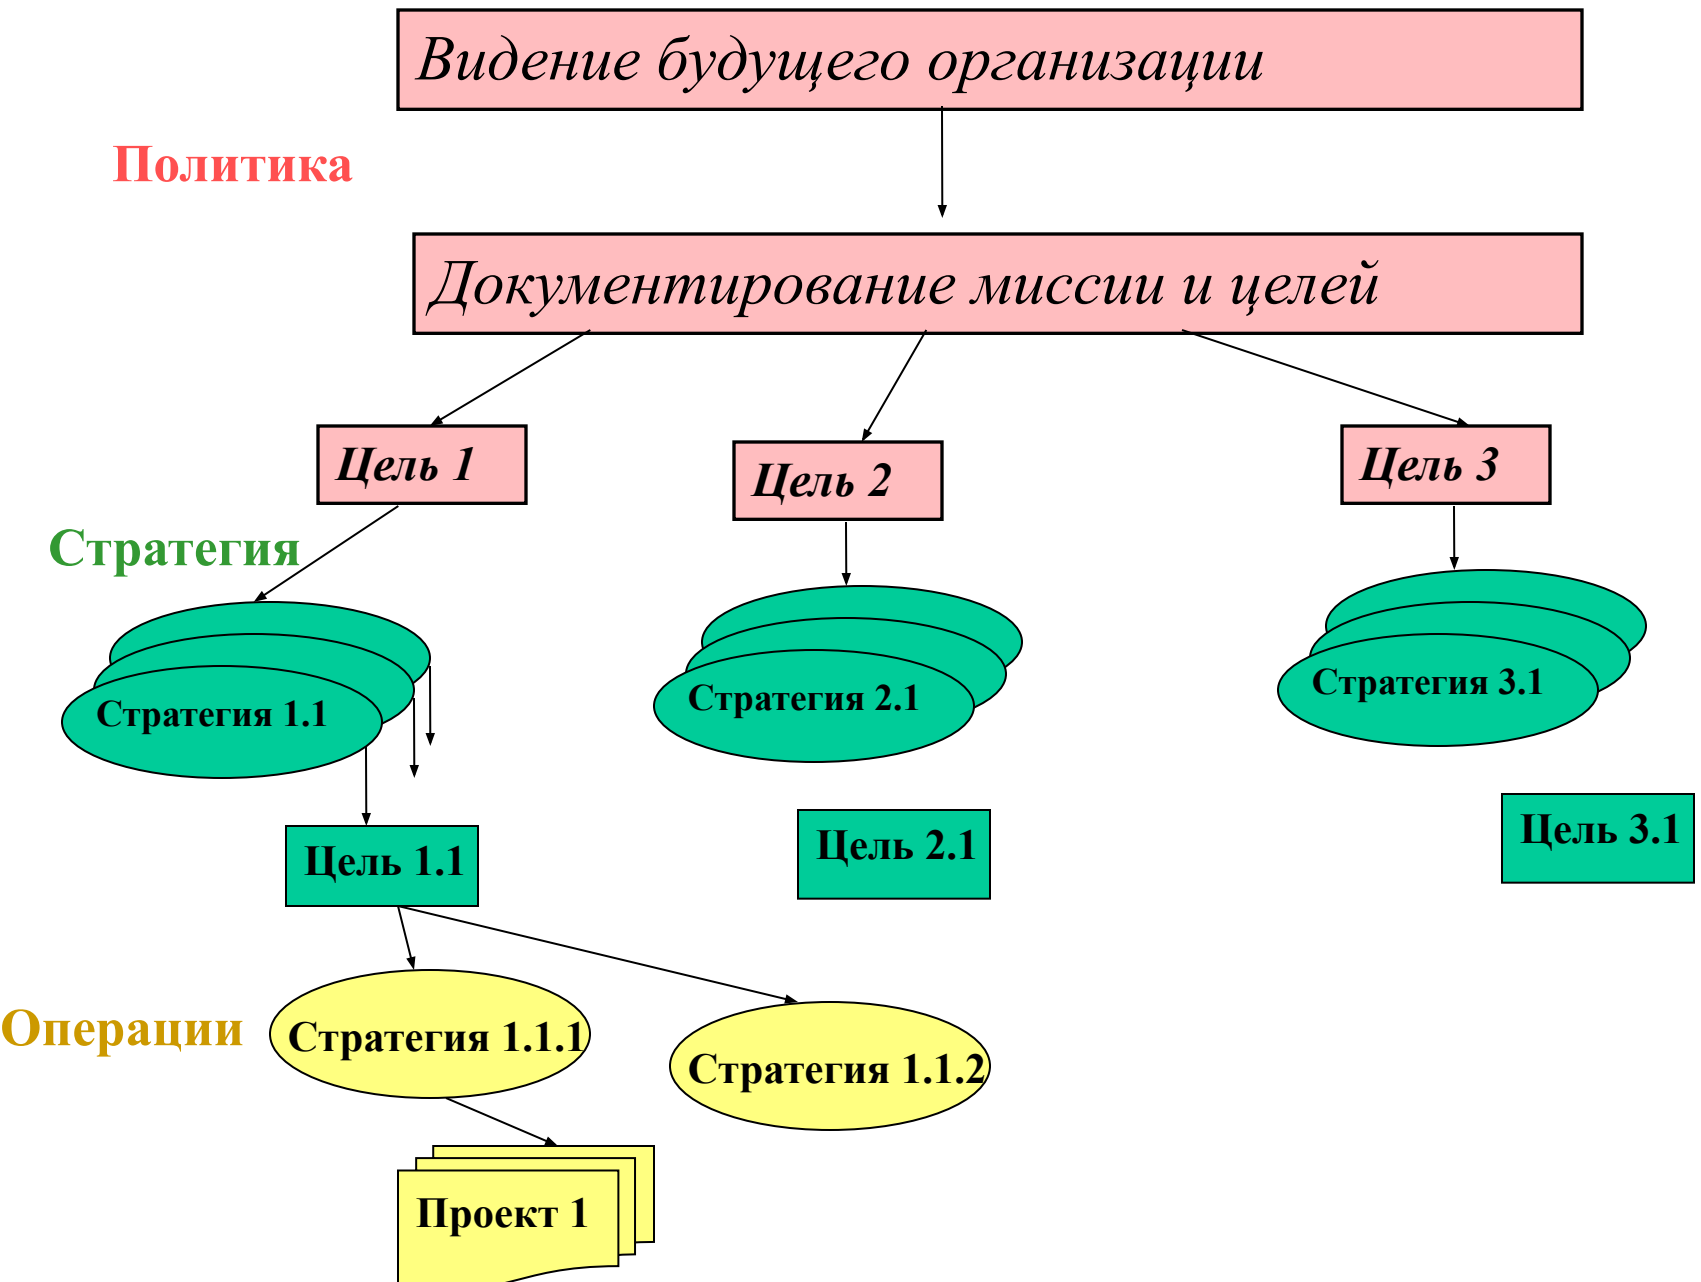 Видение будущего организации
Политика
Документирование миссии и целей
Цель 1
Цель 2
Цель 3
Стратегия
Стратегия 1.1
Стратегия 2.1
Стратегия 3.1
Цель 1.1
Цель 2.1
Цель 3.1
Операции
Стратегия 1.1.1
Стратегия 1.1.2
Проект 1